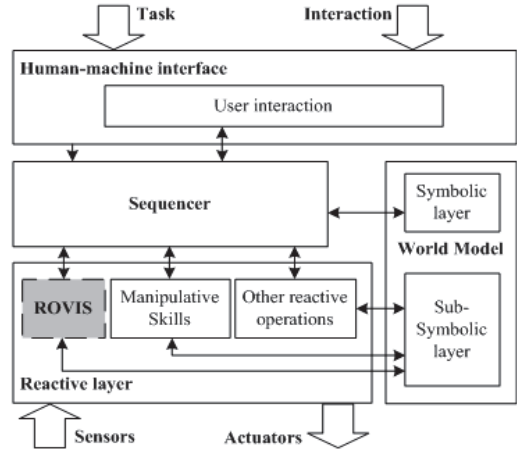 Task
Interaction
Human-machine interface
User interaction
Sequencer
Symbolic
layer
World Model
ROVIS
Manipulative
Skills
Other reactive
operations
Sub-
Symbolic
layer
Reactive layer
Sensors
Actuators